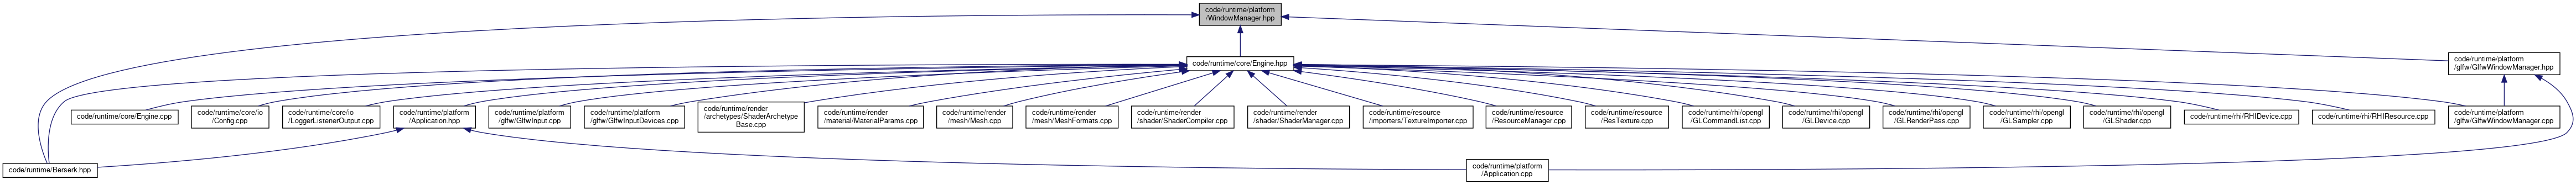 code/runtime/platform
/WindowManager.hpp
code/runtime/core/Engine.hpp
code/runtime/platform
/glfw/GlfwWindowManager.hpp
code/runtime/core/Engine.cpp
code/runtime/core/io
/Config.cpp
code/runtime/core/io
/LoggerListenerOutput.cpp
code/runtime/platform
/Application.hpp
code/runtime/platform
/glfw/GlfwInput.cpp
code/runtime/platform
/glfw/GlfwInputDevices.cpp
code/runtime/render
/archetypes/ShaderArchetype
Base.cpp
code/runtime/render
/material/MaterialParams.cpp
code/runtime/render
/mesh/Mesh.cpp
code/runtime/render
/mesh/MeshFormats.cpp
code/runtime/render
/shader/ShaderCompiler.cpp
code/runtime/render
/shader/ShaderManager.cpp
code/runtime/resource
/importers/TextureImporter.cpp
code/runtime/resource
/ResourceManager.cpp
code/runtime/resource
/ResTexture.cpp
code/runtime/rhi/opengl
/GLCommandList.cpp
code/runtime/rhi/opengl
/GLDevice.cpp
code/runtime/rhi/opengl
/GLRenderPass.cpp
code/runtime/rhi/opengl
/GLSampler.cpp
code/runtime/rhi/opengl
/GLShader.cpp
code/runtime/rhi/RHIDevice.cpp
code/runtime/rhi/RHIResource.cpp
code/runtime/platform
/glfw/GlfwWindowManager.cpp
code/runtime/Berserk.hpp
code/runtime/platform
/Application.cpp